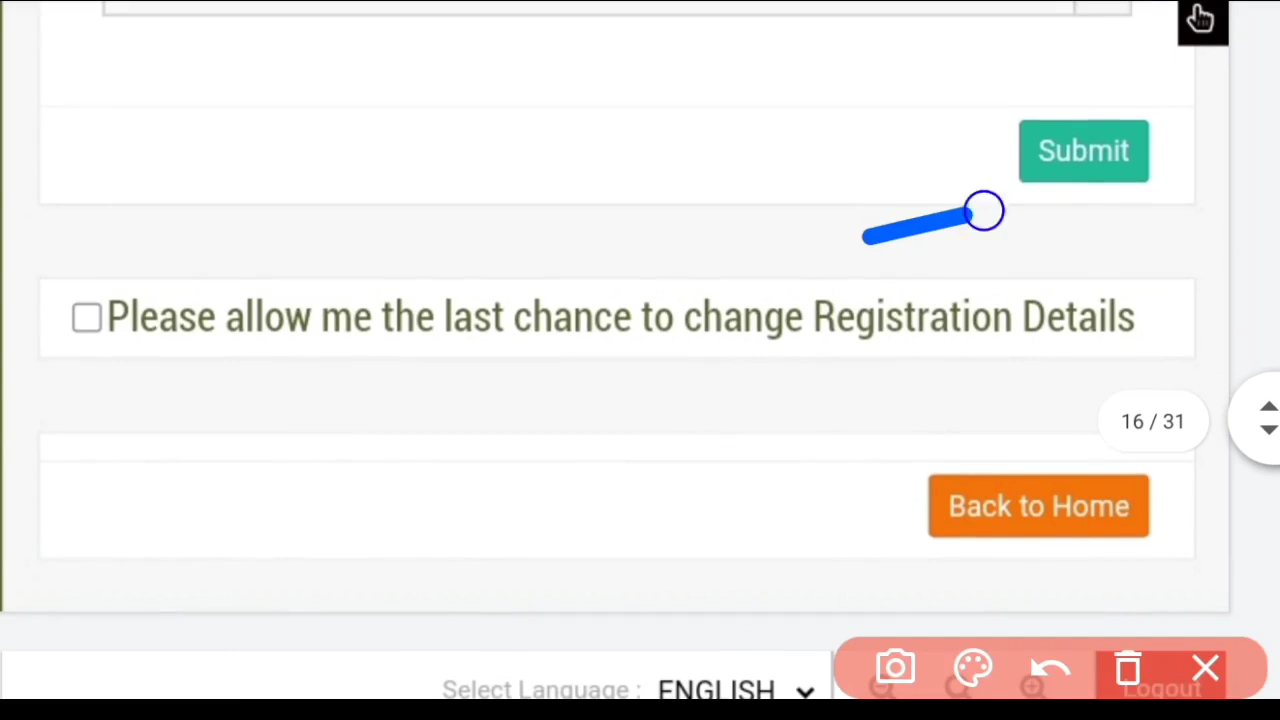 Submit
Please allow me the last chance to change Registration Details
16 / 31
Back to Home
Select Language : ENGLISH
Logout